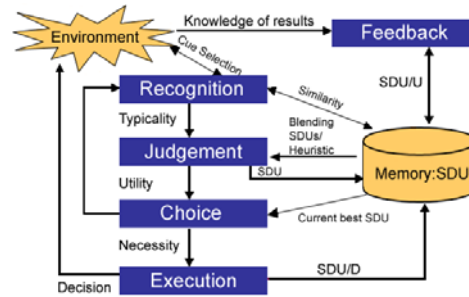 Environment
Knowledge of results
Feedback
Cue Selection
SDU/U
Recognition
Similarity
Typicality
Blending
SDUs/
Heuristic
Judgement
SDU
Memory:SDU
Utility
Choice
Current best SDU
Necessity
Execution
SDU/D
Decision